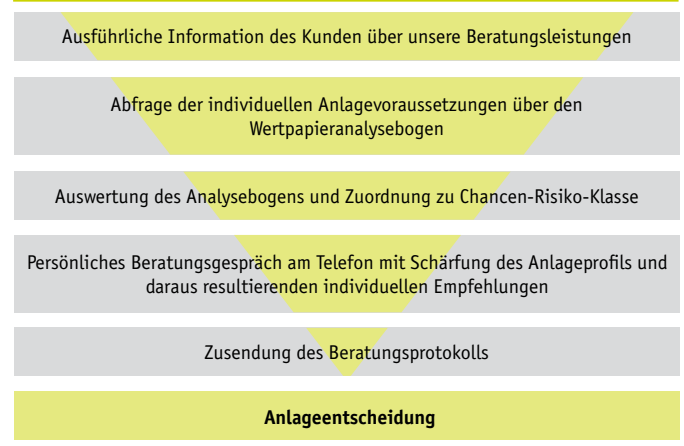 Ausführliche Information des Kunden über unsere Beratungsleistungen
Abfrage der individuellen Anlagevoraussetzungen über den
Wertpapieranalysebogen
Auswertung des Analysebogens und Zuordnung zu Chancen-Risiko-Klasse
Persönliches Beratungsgespräch am Telefon mit Schärfung des Anlageprofils und
daraus resultierenden individuellen Empfehlungen
Zusendung des Beratungsprotokolls
Anlageentscheidung